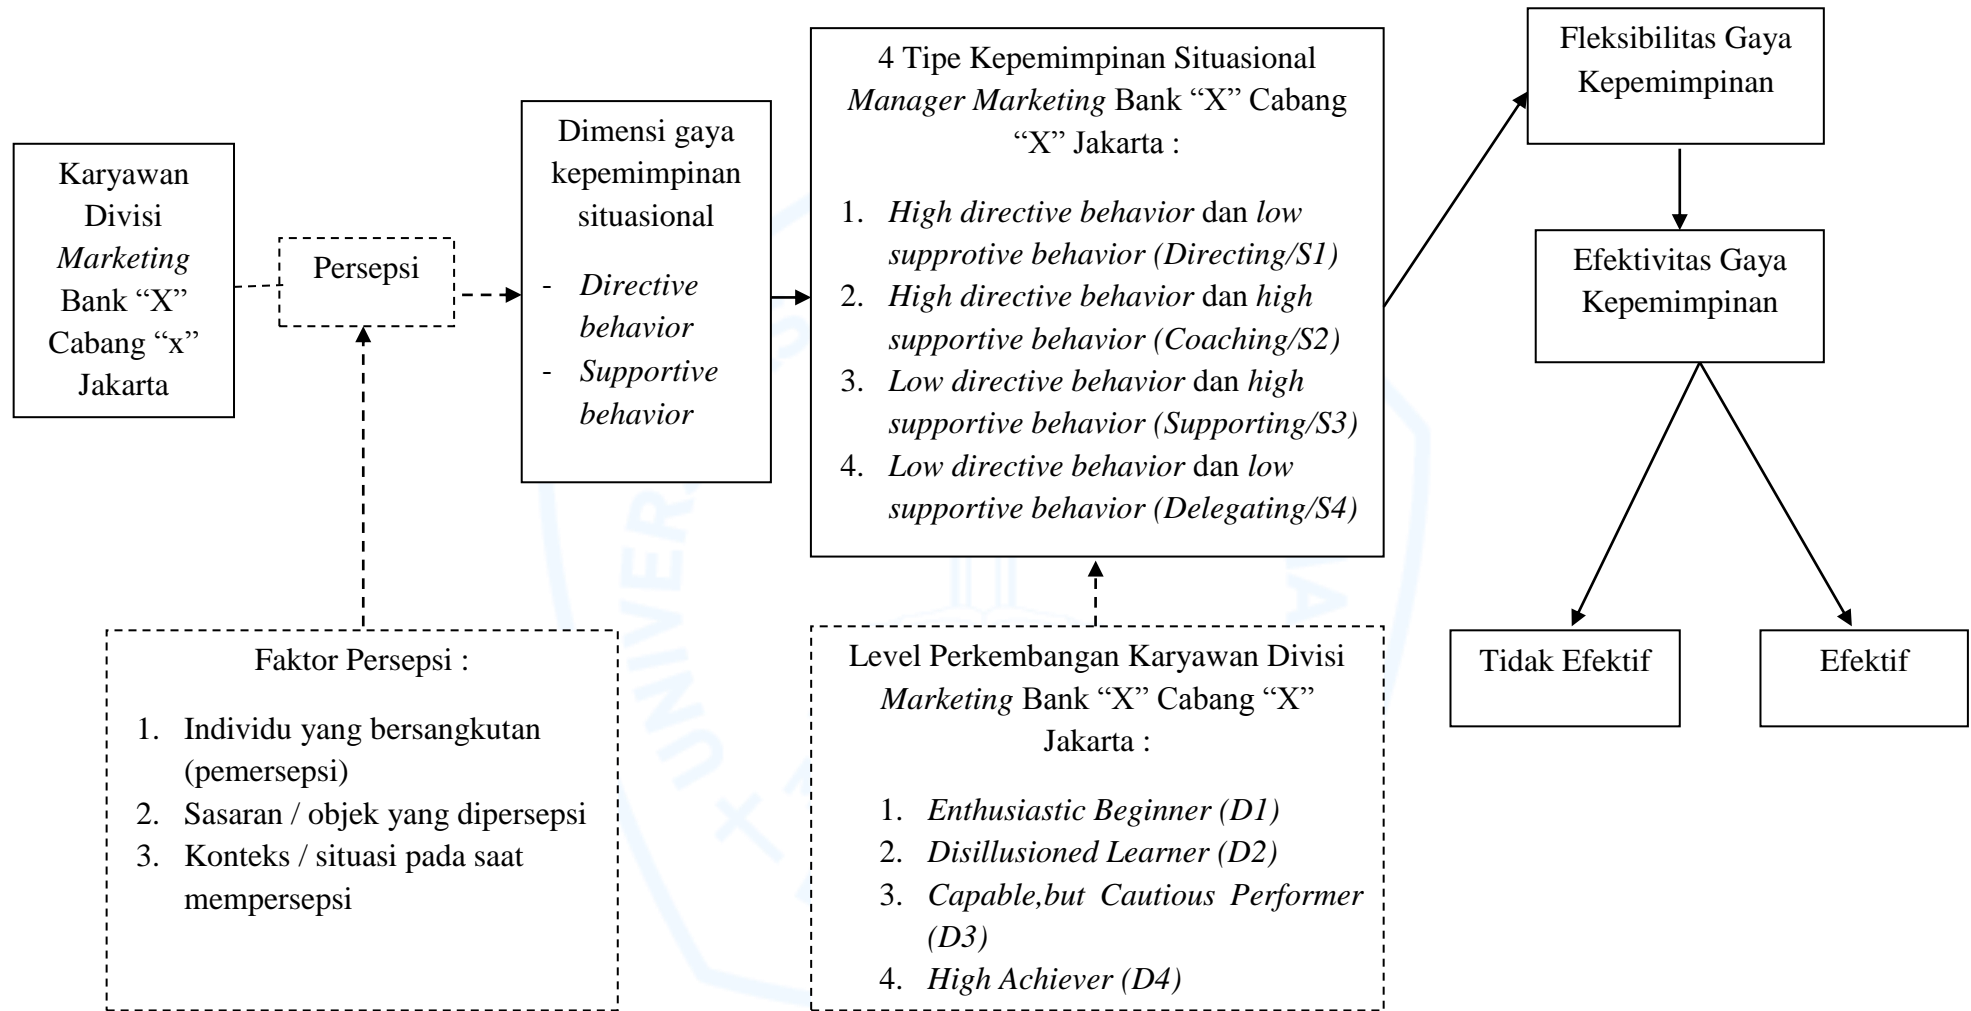 Karyawan
Divisi
Marketing
Bank “X”
Cabang “x”
Jakarta
Persepsi
Dimensi gaya
kepemimpinan
situasional
- Directive
behavior
- Supportive
behavior
4 Tipe Kepemimpinan Situasional
Manager Marketing Bank “X” Cabang
“X” Jakarta :
1. High directive behavior dan low
supprotive behavior (Directing/S1)
2. High directive behavior dan high
supportive behavior (Coaching/S2)
3. Low directive behavior dan high
supportive behavior (Supporting/S3)
4. Low directive behavior dan low
supportive behavior (Delegating/S4)
Fleksibilitas Gaya
Kepemimpinan
Efektivitas Gaya
Kepemimpinan
Tidak Efektif
Efektif
Faktor Persepsi :
1. Individu yang bersangkutan
(pemersepsi)
2. Sasaran / objek yang dipersepsi
3. Konteks / situasi pada saat
mempersepsi
Level Perkembangan Karyawan Divisi
Marketing Bank “X” Cabang “X”
Jakarta :
1. Enthusiastic Beginner (D1)
2. Disillusioned Learner (D2)
3. Capable,but Cautious Performer
(D3)
4. High Achiever (D4)